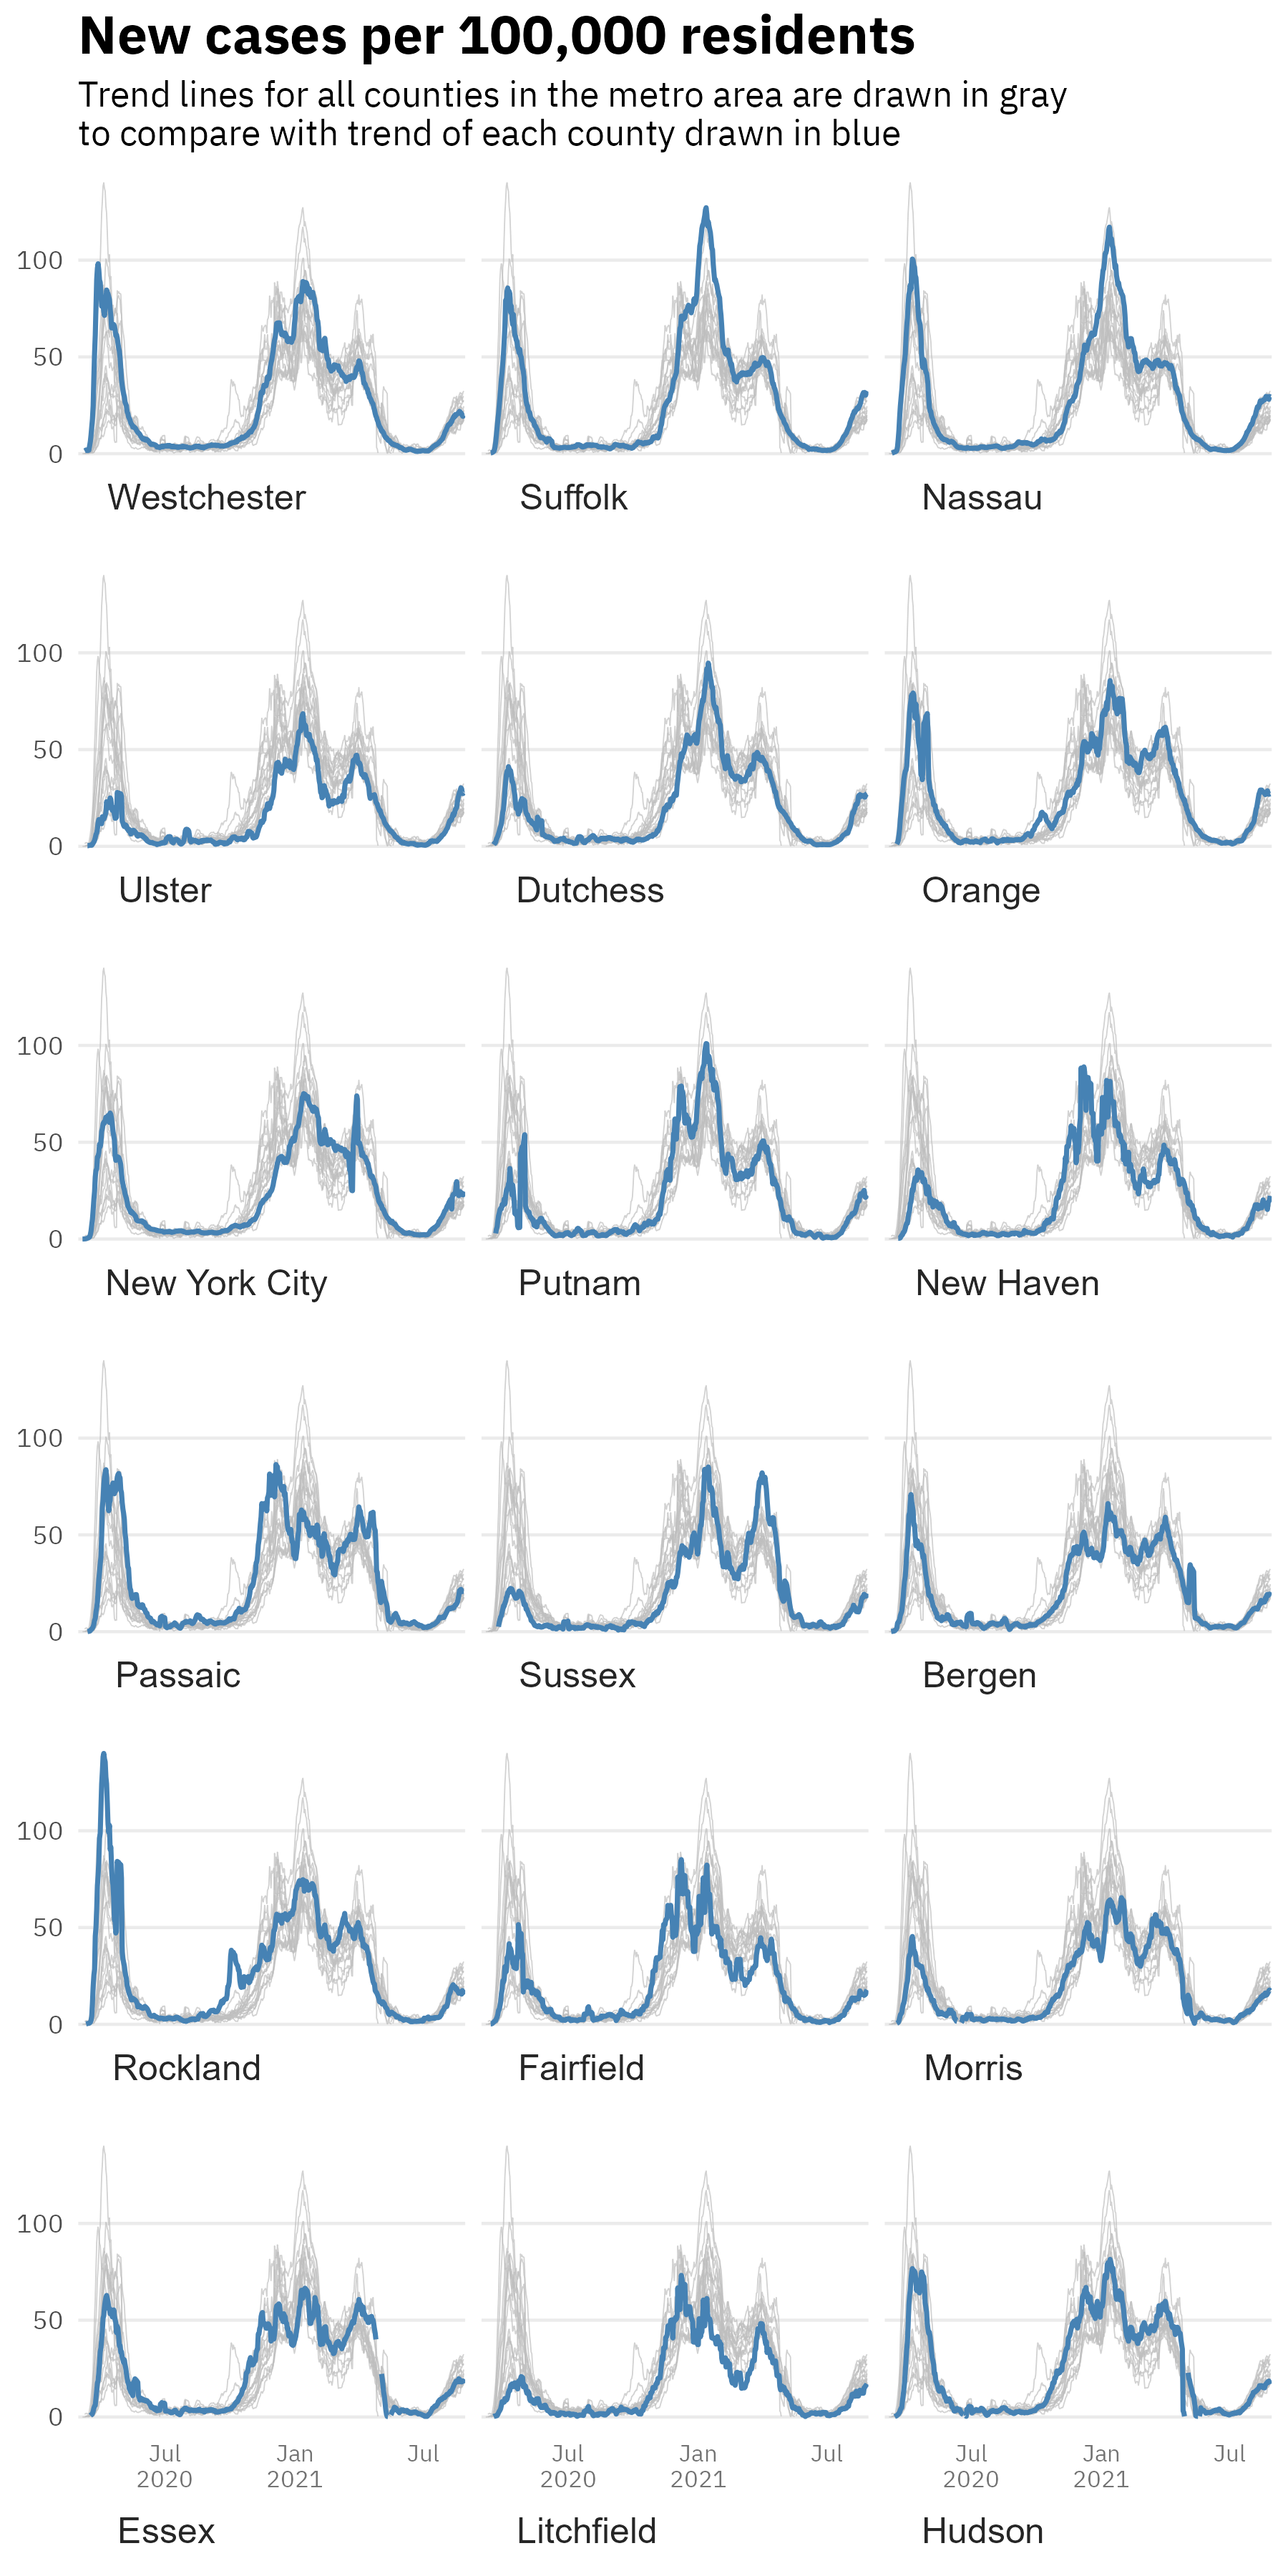 New cases per 100,000 residents
Trend lines for all counties in the metro area are drawn in gray
to compare with trend of each county drawn in blue
100
50
0
Westchester Suffolk Nassau
100
50
0
Ulster Dutchess Orange
100
50
0
New York City Putnam New Haven
100
50
0
Passaic Sussex Bergen
100
50
0
Rockland Fairfield Morris
100
50
0
Jul Jan Jul Jul Jan Jul Jul Jan Jul
2020 2021 2020 2021 2020 2021
Essex Litchfield Hudson